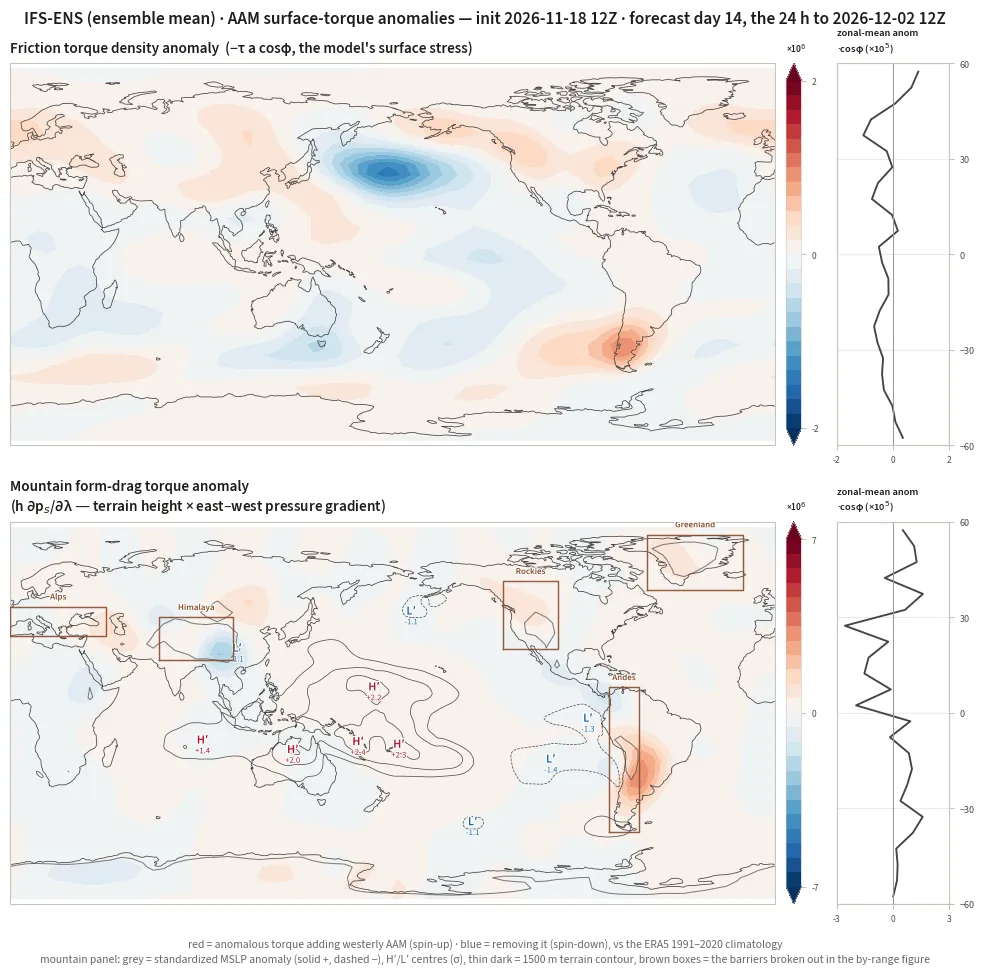 IFS-ENS (ensemble mean) · AAM surface-torque anomalies — init 2026-11-18 12Z · forecast day 14, the 24 h to 2026-12-02 12Z
Friction torque density anomaly (−τ a cosϕ, the model's surface stress)
×10⁶
zonal-mean anom
·cosϕ (×10⁵)
2
0
-2
60
30
0
−30
−60
-2
0
2
Mountain form-drag torque anomaly
(h ∂pₛ/∂λ — terrain height × east–west pressure gradient)
×10⁶
zonal-mean anom
·cosϕ (×10⁵)
Greenland
Rockies
Alps
Himalaya
Andes
L′
-1.1
L′
-1.1
H′
+2.2
H′
+1.4
H′
+2.0
H′
+2.4
H′
+2.3
L′
-1.3
L′
-1.4
L′
-1.1
7
0
-7
60
30
0
−30
−60
-3
0
3
red = anomalous torque adding westerly AAM (spin-up) · blue = removing it (spin-down), vs the ERA5 1991–2020 climatology
mountain panel: grey = standardized MSLP anomaly (solid +, dashed −), H′/L′ centres (σ), thin dark = 1500 m terrain contour, brown boxes = the barriers broken out in the by-range figure